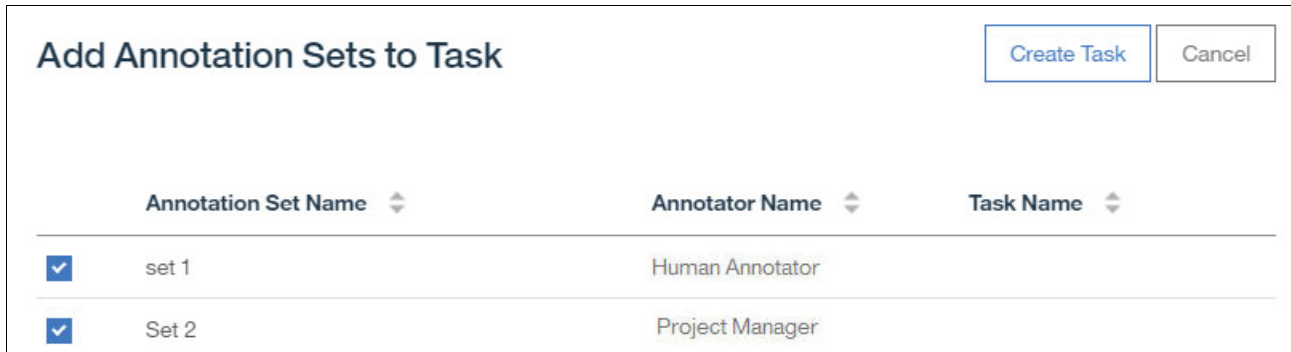 Add Annotation Sets to Task
Create Task Cancel
Annotation Set Name Annotator Name Task Name
set 1 Human Annotator
Set 2 Project Manager